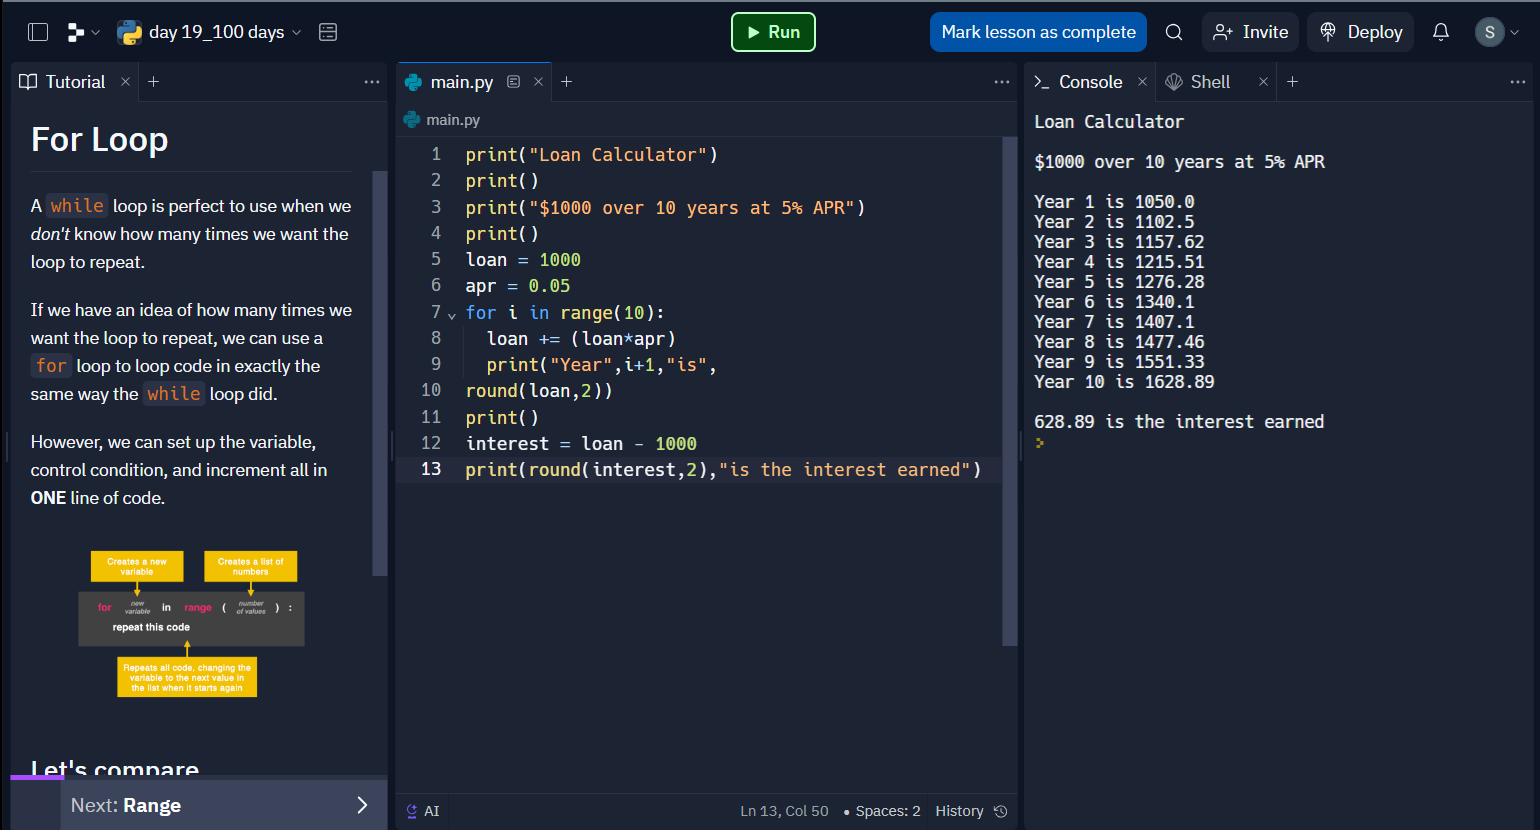 day 19_100 days
Run
Mark lesson as complete
Invite
Deploy
S
Tutorial
For Loop
A while loop is perfect to use when we
don't know how many times we want the
loop to repeat.
If we have an idea of how many times we
want the loop to repeat, we can use a
for loop to loop code in exactly the
same way the while loop did.
However, we can set up the variable,
control condition, and increment all in
ONE line of code.
Creates a new
variable
Creates a list of
numbers
for new variable in range ( number of values ) :
repeat this code
Repeats all code, changing the
variable to the next value in
the list when it starts again
Let's compare
Next: Range
main.py
main.py
1 print("Loan Calculator")
2 print()
3 print("$1000 over 10 years at 5% APR")
4 print()
5 loan = 1000
6 apr = 0.05
7 for i in range(10):
8 loan += (loan*apr)
9 print("Year",i+1,"is",
10 round(loan,2))
11 print()
12 interest = loan - 1000
13 print(round(interest,2),"is the interest earned")
AI
Ln 13, Col 50 • Spaces: 2 History
Console
Shell
Loan Calculator
$1000 over 10 years at 5% APR
Year 1 is 1050.0
Year 2 is 1102.5
Year 3 is 1157.62
Year 4 is 1215.51
Year 5 is 1276.28
Year 6 is 1340.1
Year 7 is 1407.1
Year 8 is 1477.46
Year 9 is 1551.33
Year 10 is 1628.89
628.89 is the interest earned